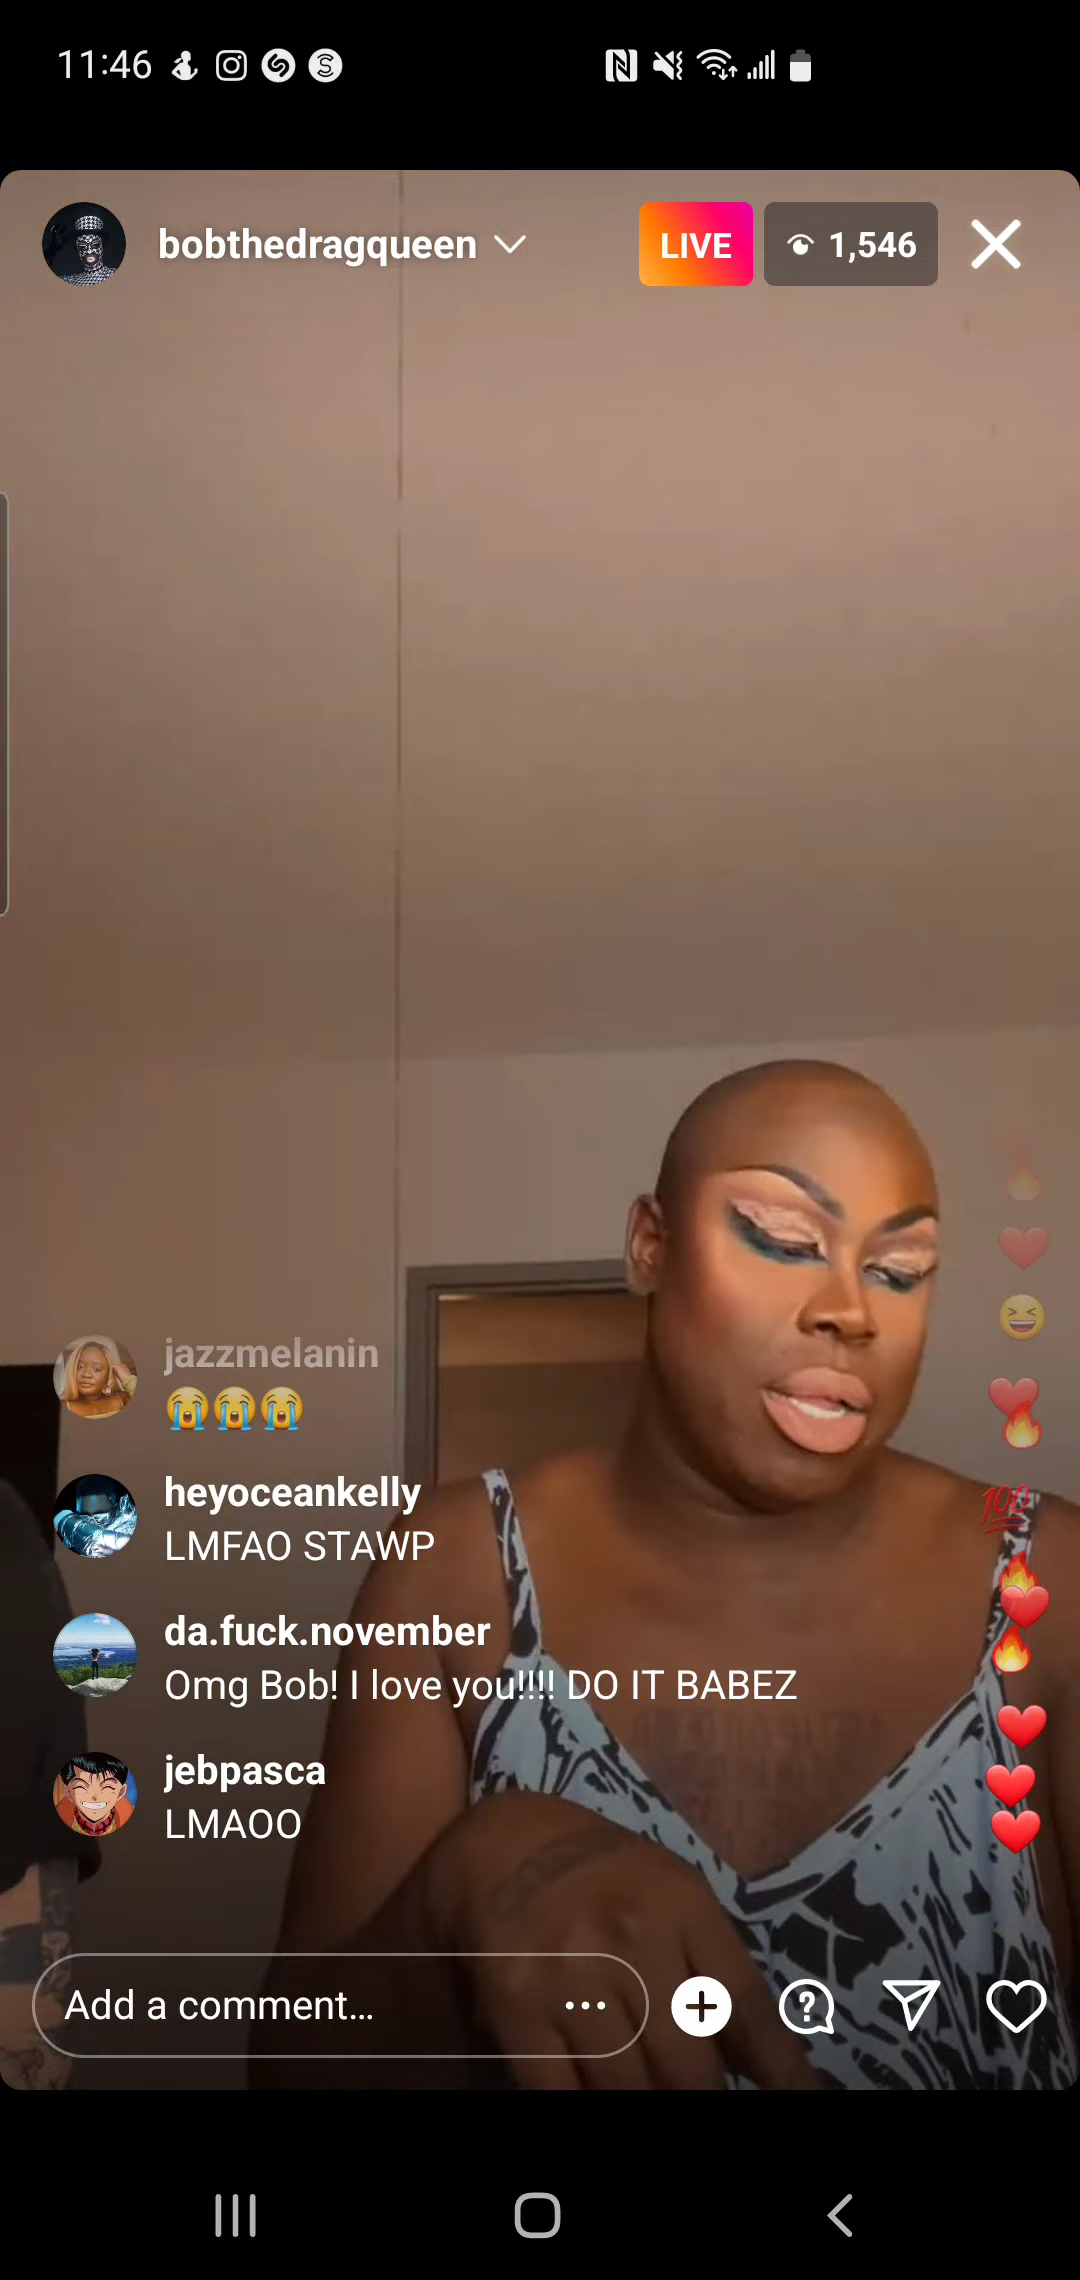 11:46
bobthedragqueen
LIVE
1,546
jazzmelanin
😭😭😭
heyoceankelly
LMFAO STAWP
da.fuck.november
Omg Bob! I love you!!!! DO IT BABEZ
jebpasca
LMAOO
Add a comment...